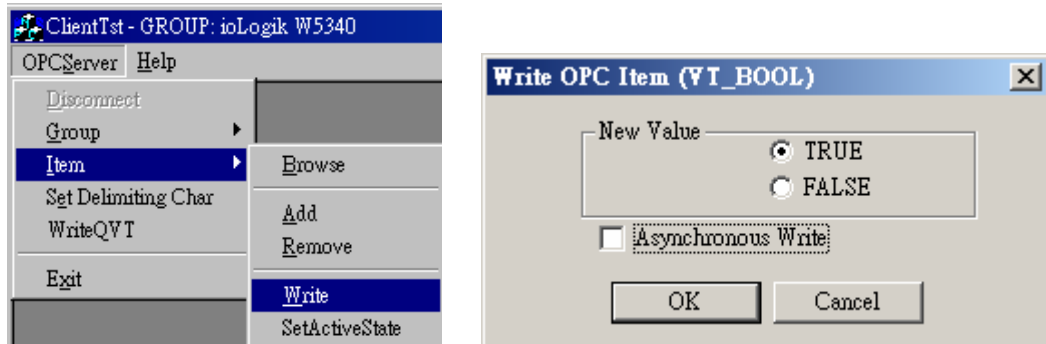 ClientTst - GROUP: ioLogik W5340
OPCServer Help
Disconnect
Group
Item
Set Delimiting Char
WriteQVT
Exit
Browse
Add
Remove
Write
SetActiveState
Write OPC Item (VT_BOOL)
New Value
TRUE
FALSE
Asynchronous Write
OK Cancel